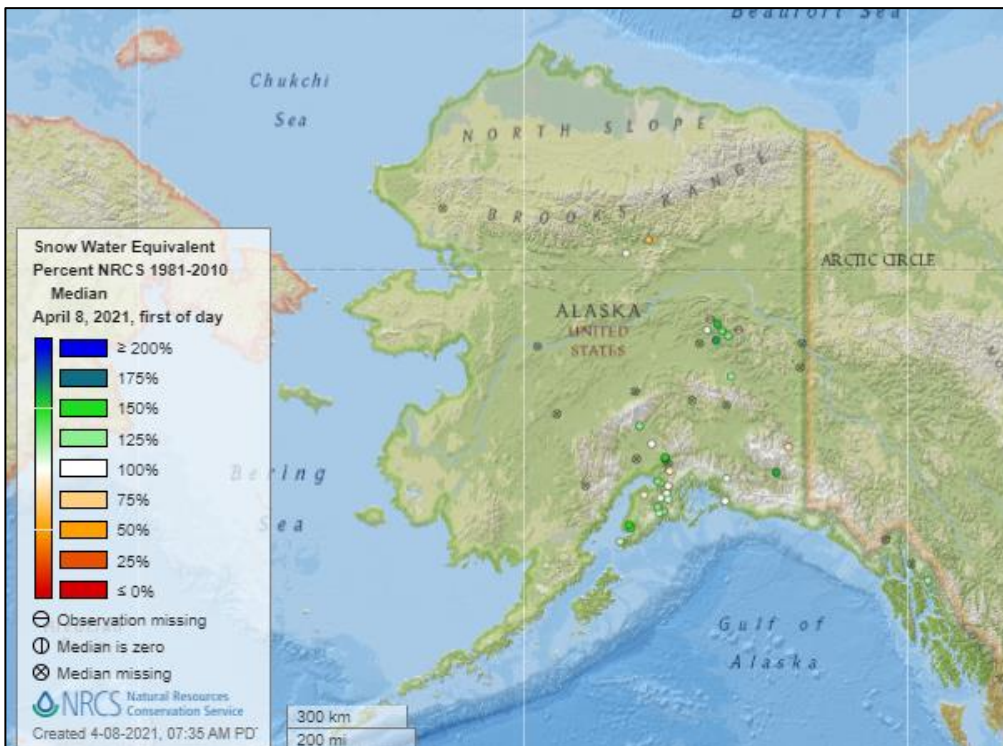 Beaufort Sea
Chukchi
Sea
NORTH SLOPE
BROOKS RANGE
ARCTIC CIRCLE
ALASKA
UNITED
STATES
Bering
Sea
Gulf of
Alaska
Snow Water Equivalent
Percent NRCS 1981-2010
Median
April 8, 2021, first of day
≥ 200%
175%
150%
125%
100%
75%
50%
25%
≤ 0%
Observation missing
Median is zero
Median missing
NRCS Natural Resources
Conservation Service
Created 4-08-2021, 07:35 AM PD
300 km
200 mi